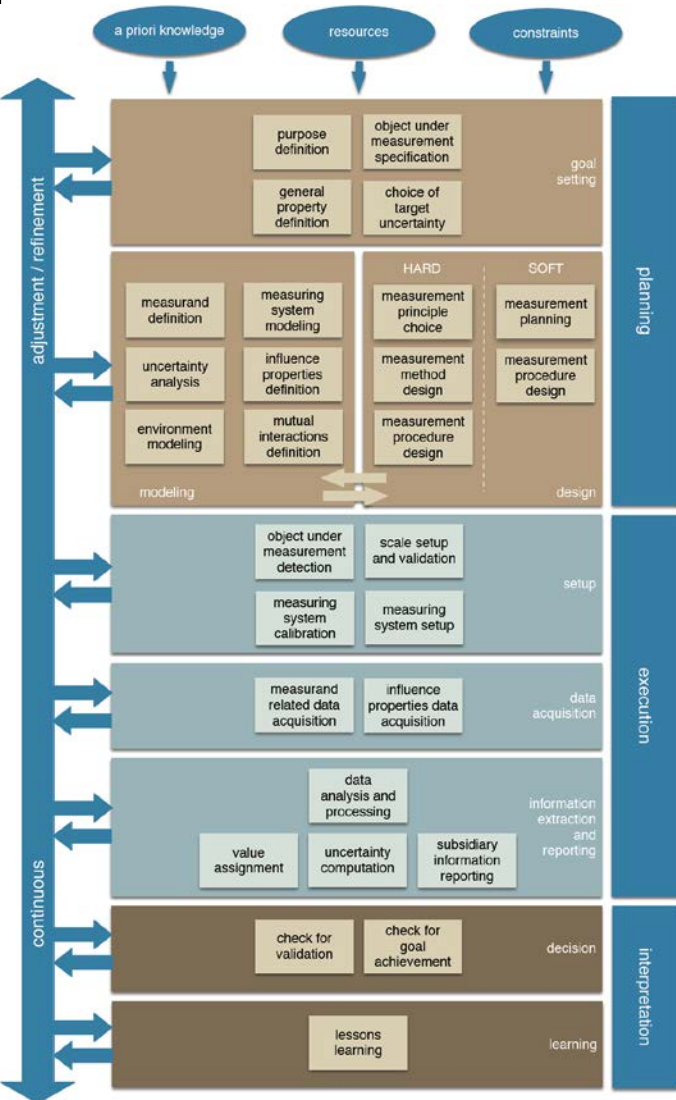 a priori knowledge
resources
constraints
purpose
definition
object under
measurement
specification
general
property
definition
choice of
target
uncertainty
goal
setting
measurand
definition
measuring
system
modeling
uncertainty
analysis
influence
properties
definition
environment
modeling
mutual
interactions
definition
modeling
HARD
SOFT
measurement
principle
choice
measurement
planning
measurement
method
design
measurement
procedure
design
measurement
procedure
design
design
object under
measurement
detection
scale setup
and validation
measuring
system
calibration
measuring
system setup
setup
measurand
related data
acquisition
influence
properties data
acquisition
data
acquisition
data
analysis and
processing
value
assignment
uncertainty
computation
subsidiary
information
reporting
information
extraction
and
reporting
check for
validation
check for
goal
achievement
decision
lessons
learning
learning
continuous
adjustment / refinement
planning
execution
interpretation